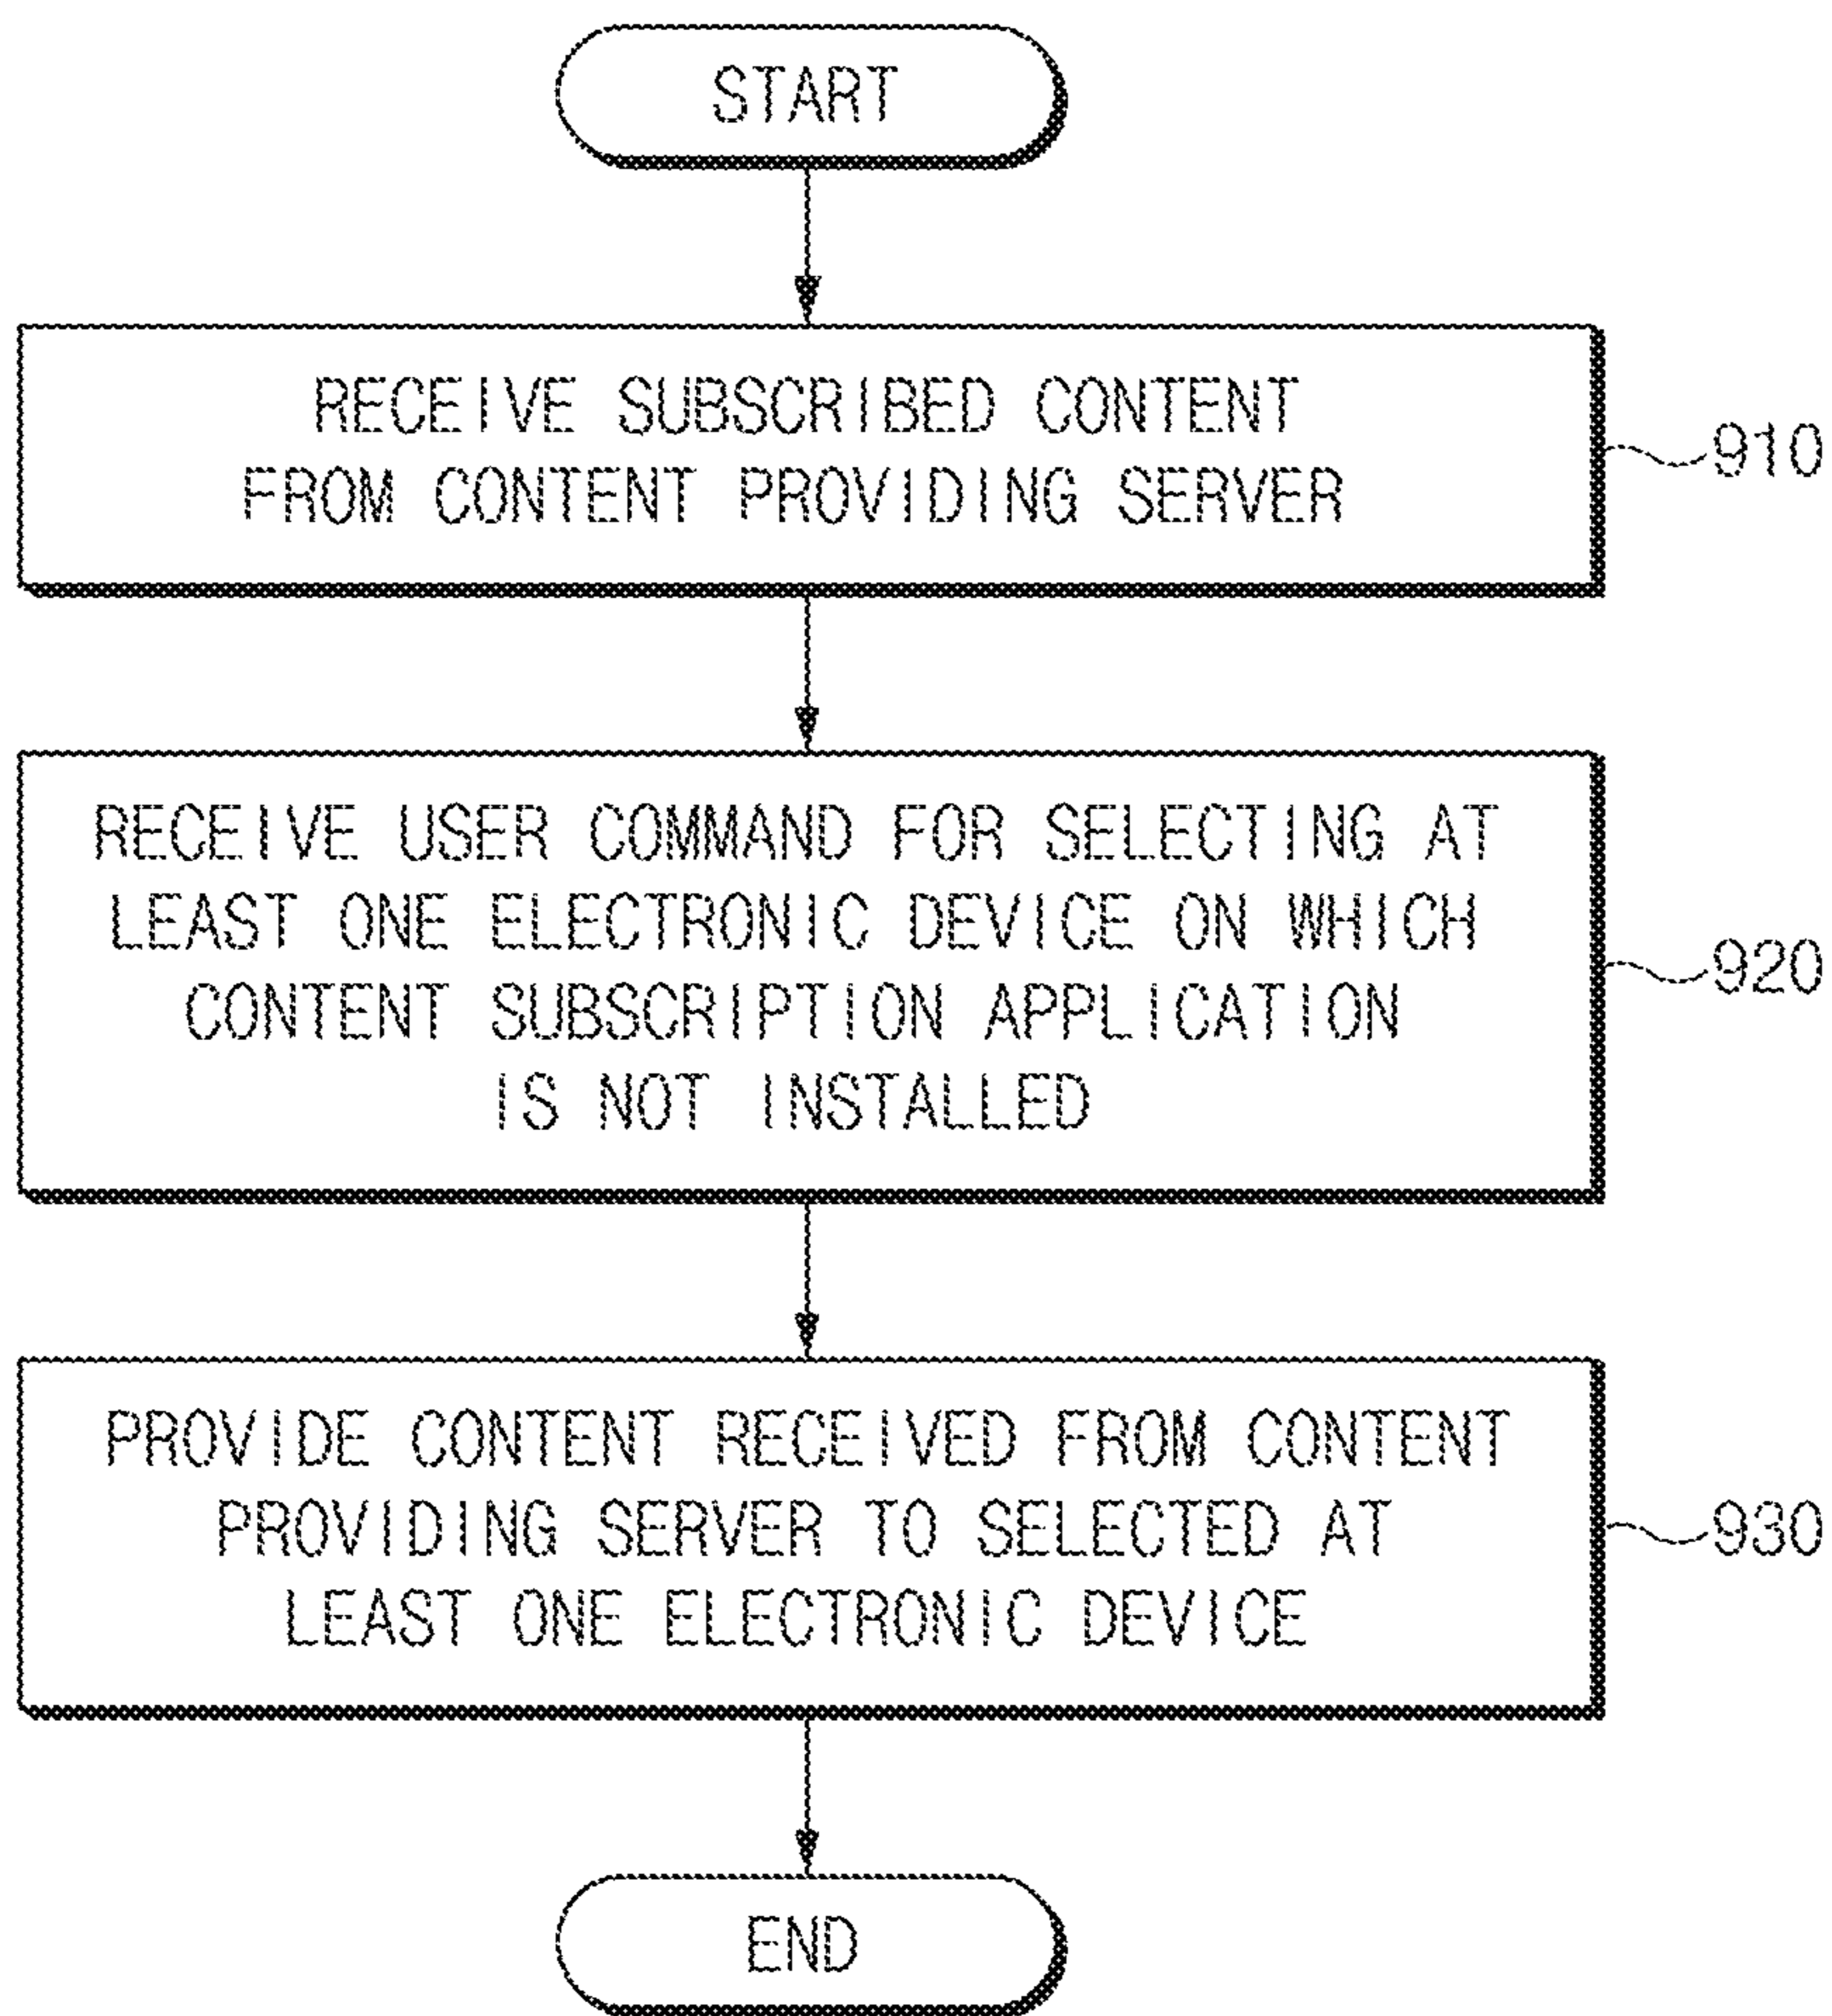 START
RECEIVE SUBSCRIBED CONTENT
FROM CONTENT PROVIDING SERVER
910
RECEIVE USER COMMAND FOR SELECTING AT
LEAST ONE ELECTRONIC DEVICE ON WHICH
CONTENT SUBSCRIPTION APPLICATION
IS NOT INSTALLED
920
PROVIDE CONTENT RECEIVED FROM CONTENT
PROVIDING SERVER TO SELECTED AT
LEAST ONE ELECTRONIC DEVICE
930
END